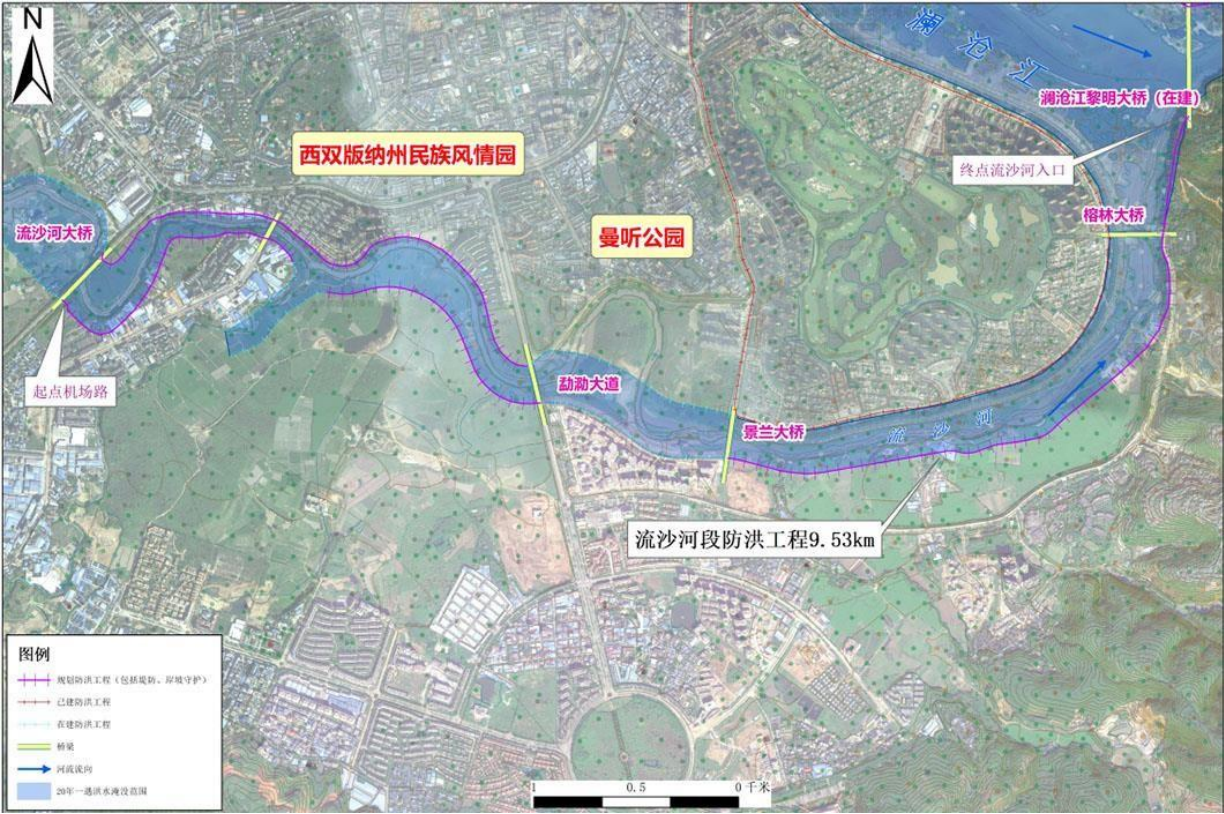 N
澜沧江
澜沧江黎明大桥（在建）
西双版纳州民族风情园
终点流沙河入口
流沙河大桥
曼听公园
榕林大桥
起点机场路
勐泐大道
景兰大桥
流沙河
流沙河段防洪工程9.53km
图例
规划防洪工程（包括堤防、岸坡守护）
已建防洪工程
在建防洪工程
桥梁
河流流向
20年一遇洪水淹没范围
1 0.5 0 千米